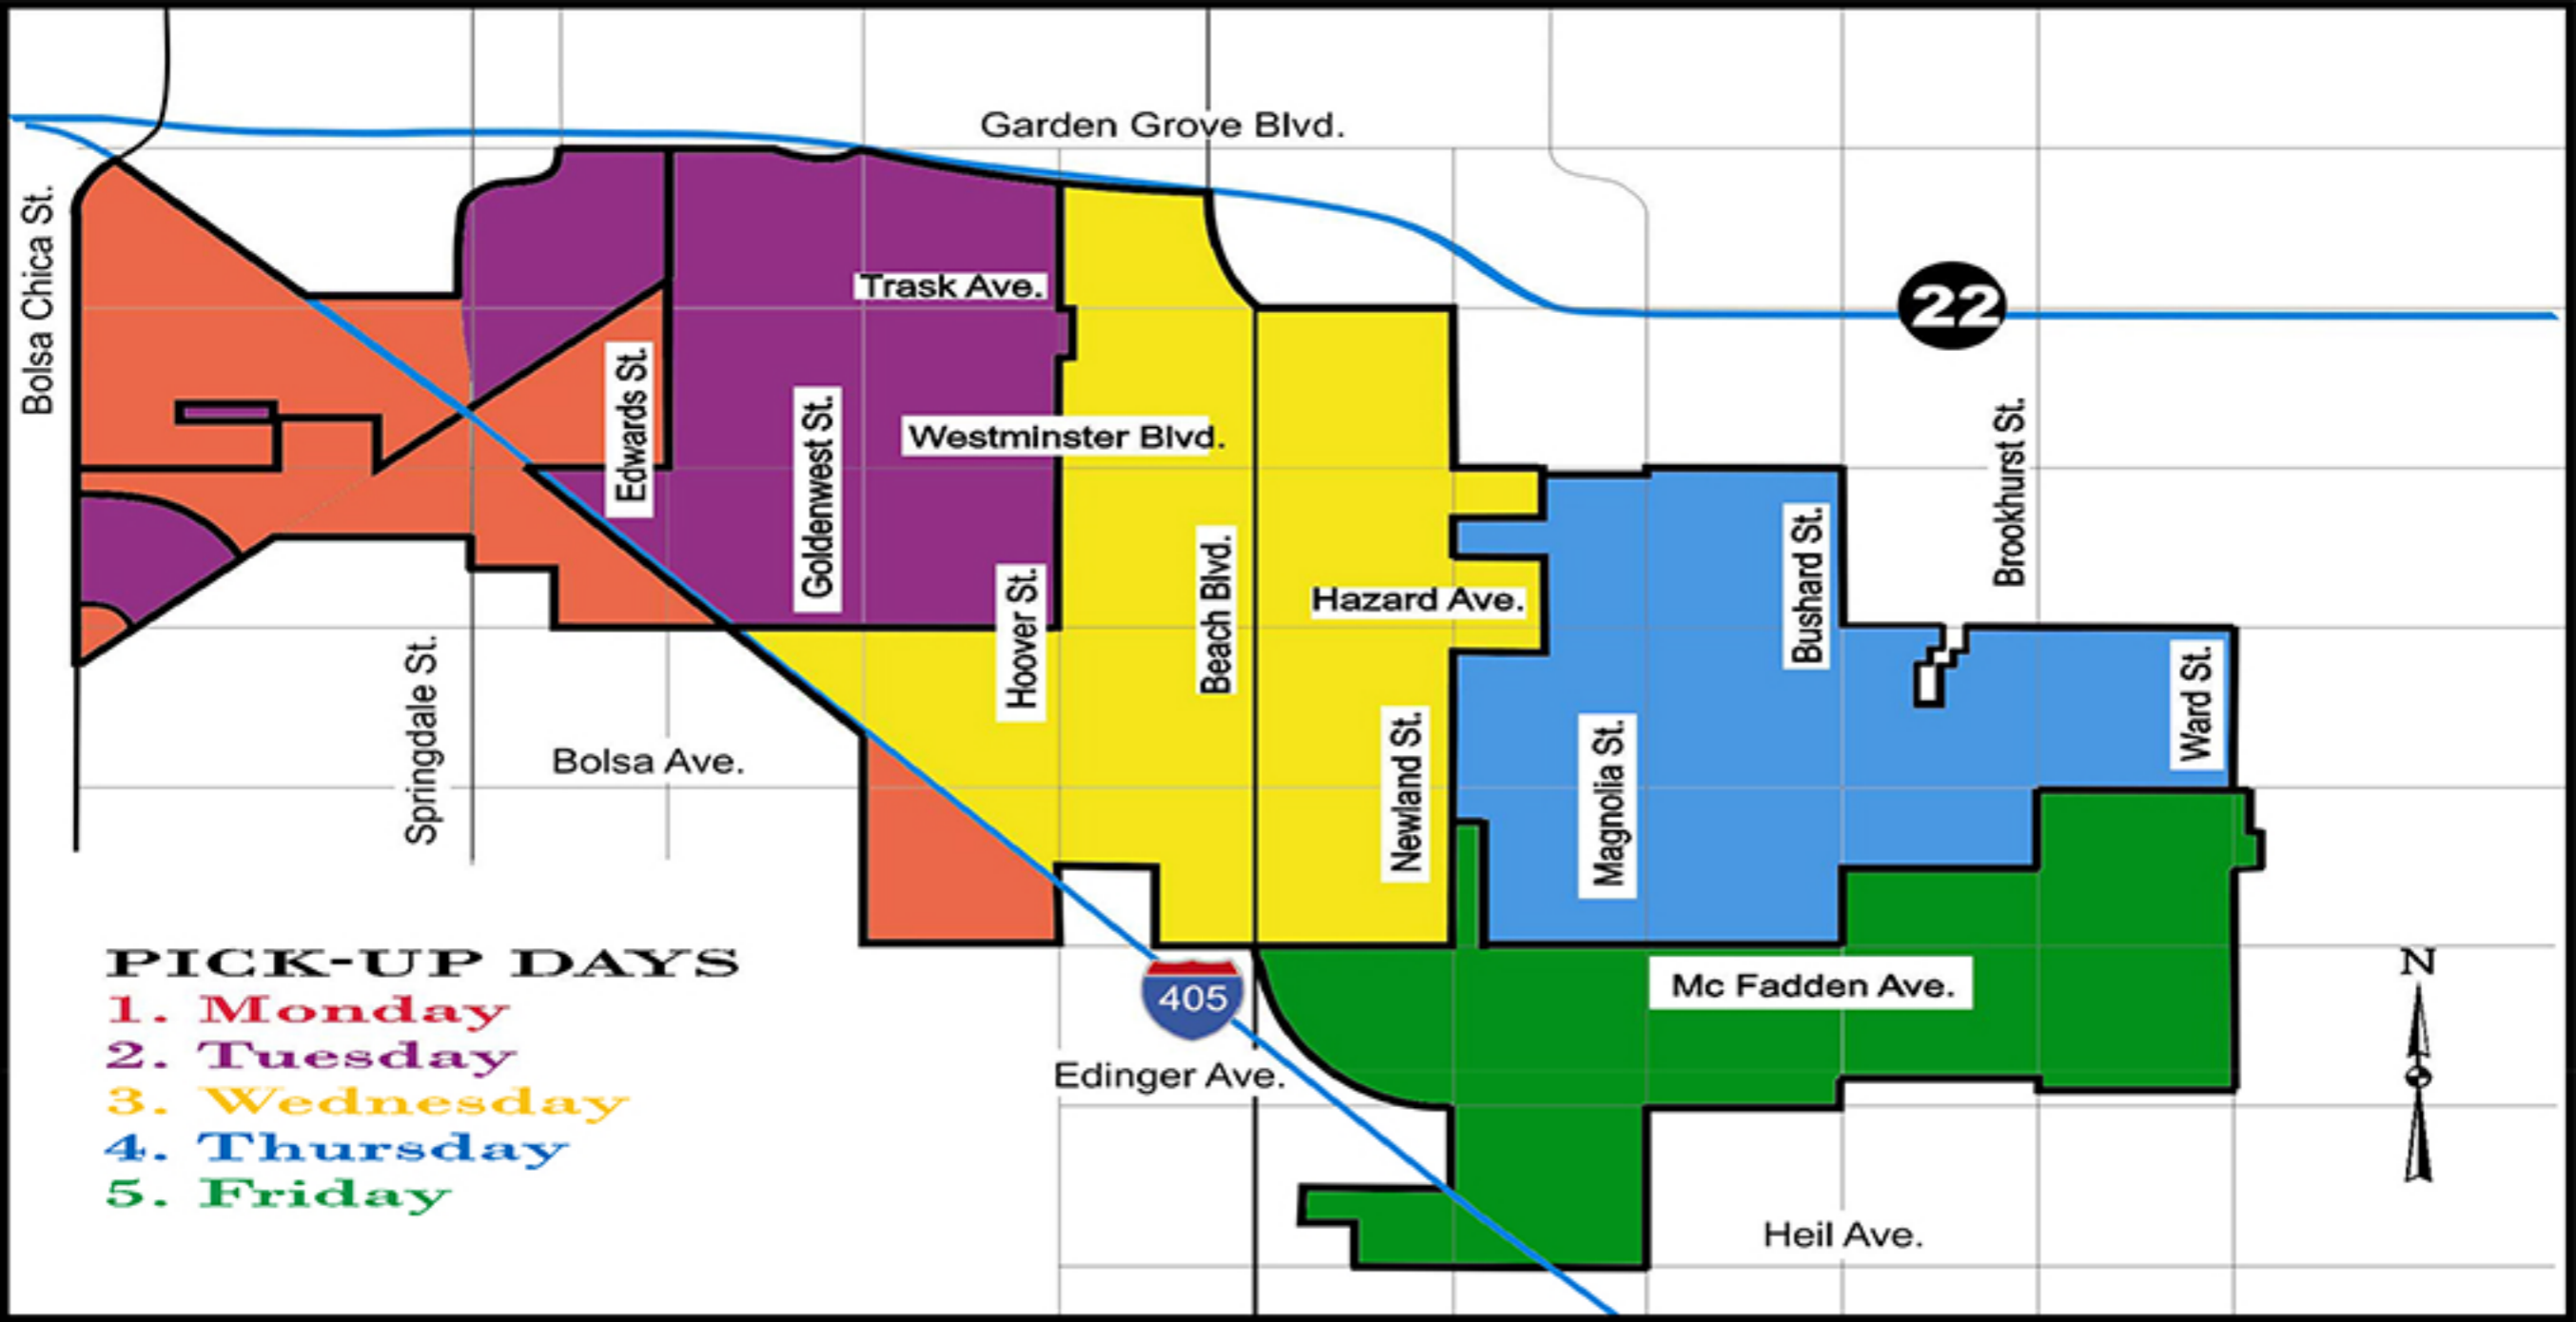 Garden Grove Blvd.
Bolsa Chica St.
Trask Ave.
22
Edwards St.
Goldenwest St.
Westminster Blvd.
Brookhurst St.
Hoover St.
Beach Blvd.
Hazard Ave.
Bushard St.
Springdale St.
Bolsa Ave.
Newland St.
Magnolia St.
Ward St.
PICK-UP DAYS
1. Monday
2. Tuesday
3. Wednesday
4. Thursday
5. Friday
405
Mc Fadden Ave.
N
Edinger Ave.
Heil Ave.